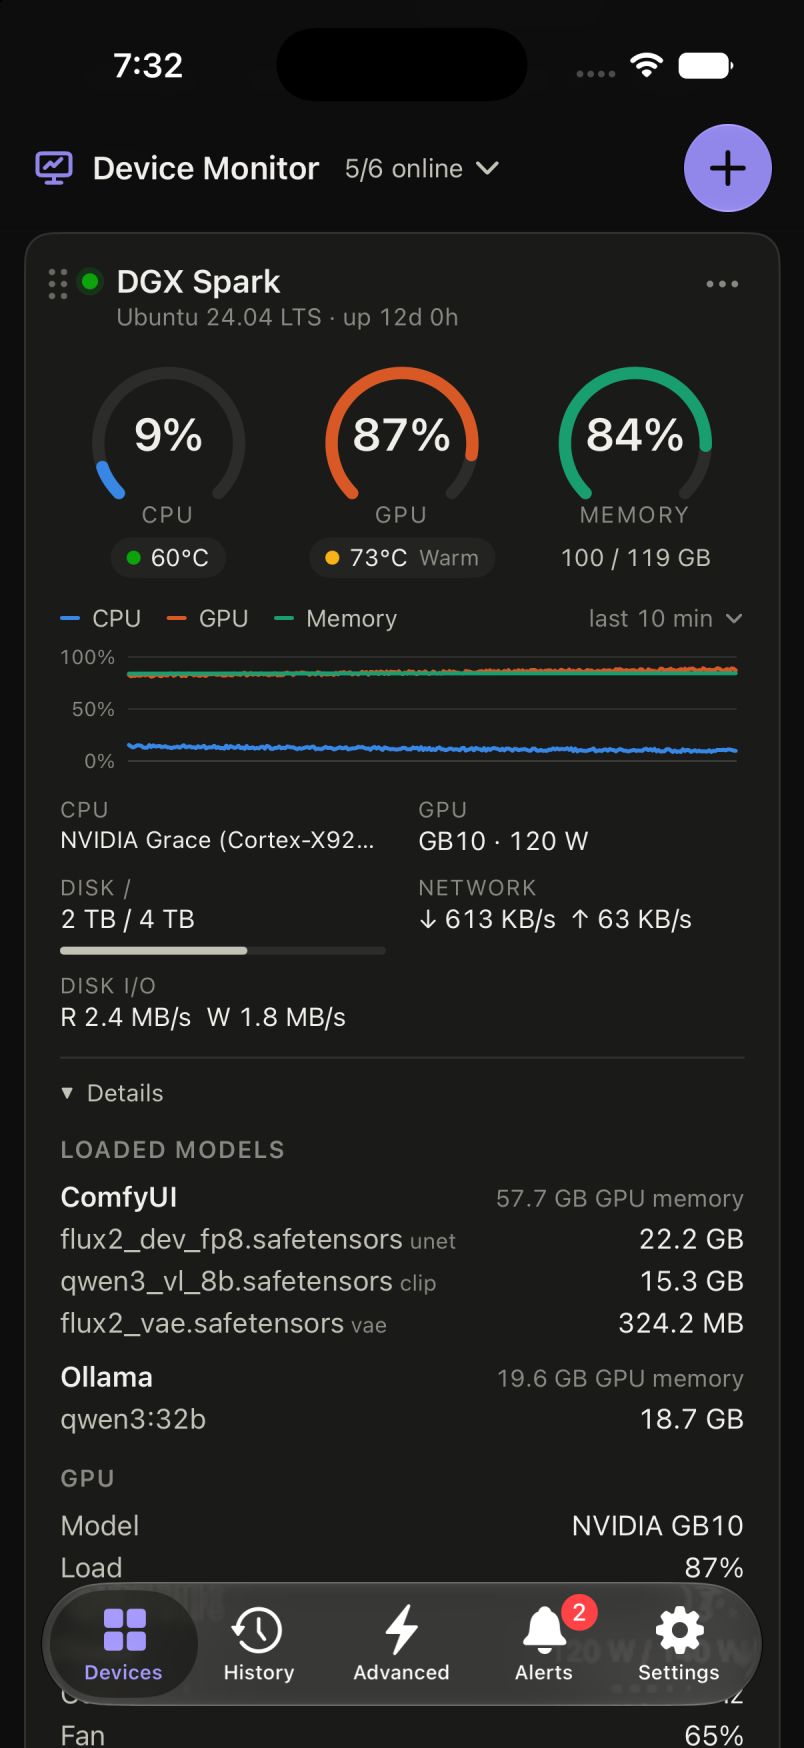 7:32
Device Monitor 5/6 online
DGX Spark
Ubuntu 24.04 LTS · up 12d 0h
9% 87% 84%
CPU GPU MEMORY
60°C 73°C Warm 100 / 119 GB
CPU GPU Memory last 10 min
100%
50%
0%
CPU GPU
NVIDIA Grace (Cortex-X92... GB10 · 120 W
DISK / NETWORK
2 TB / 4 TB ↓ 613 KB/s ↑ 63 KB/s
DISK I/O
R 2.4 MB/s W 1.8 MB/s
▼ Details
LOADED MODELS
ComfyUI 57.7 GB GPU memory
flux2_dev_fp8.safetensors unet 22.2 GB
qwen3_vl_8b.safetensors clip 15.3 GB
flux2_vae.safetensors vae 324.2 MB
Ollama 19.6 GB GPU memory
qwen3:32b 18.7 GB
GPU
Model NVIDIA GB10
Load 87%
2
Devices History Advanced Alerts Settings
Fan 65%